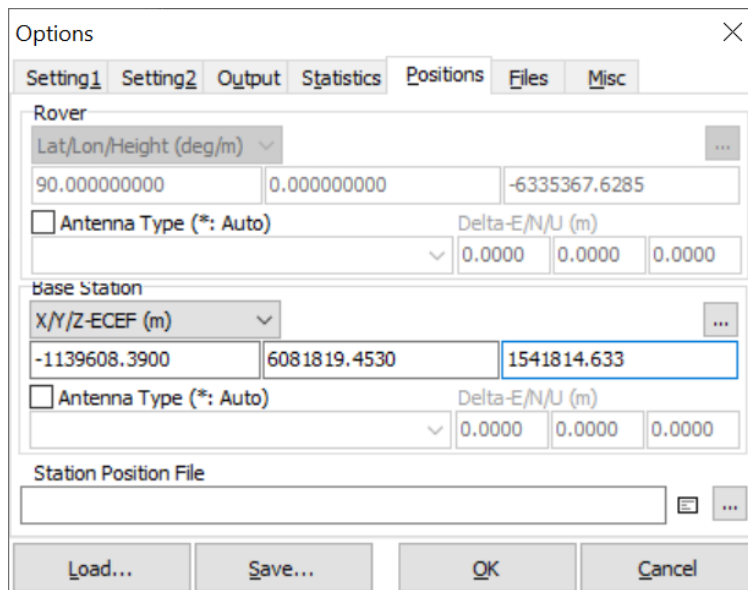 Options
Setting1 Setting2 Output Statistics Positions Files Misc
Rover
Lat/Lon/Height (deg/m) ...
90.000000000 0.000000000 -6335367.6285
Antenna Type (*: Auto) Delta-E/N/U (m)
0.0000 0.0000 0.0000
Base Station
X/Y/Z-ECEF (m) ...
-1139608.3900 6081819.4530 1541814.633
Antenna Type (*: Auto) Delta-E/N/U (m)
0.0000 0.0000 0.0000
Station Position File
...
Load... Save... OK Cancel